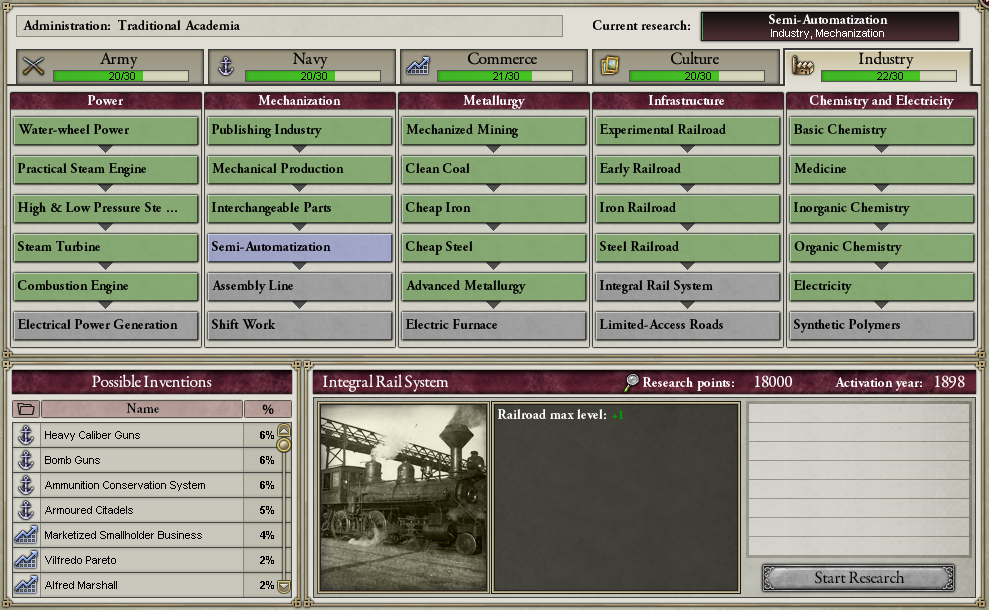 Administration: Traditional Academia
Current research:
Semi-Automatization
Industry, Mechanization
Army
20/30
Navy
20/30
Commerce
21/30
Culture
20/30
Industry
22/30
Power
Mechanization
Metallurgy
Infrastructure
Chemistry and Electricity
Water-wheel Power
Publishing Industry
Mechanized Mining
Experimental Railroad
Basic Chemistry
Practical Steam Engine
Mechanical Production
Clean Coal
Early Railroad
Medicine
High & Low Pressure Ste ...
Interchangeable Parts
Cheap Iron
Iron Railroad
Inorganic Chemistry
Steam Turbine
Semi-Automatization
Cheap Steel
Steel Railroad
Organic Chemistry
Combustion Engine
Assembly Line
Advanced Metallurgy
Integral Rail System
Electricity
Electrical Power Generation
Shift Work
Electric Furnace
Limited-Access Roads
Synthetic Polymers
Possible Inventions
Name %
Heavy Caliber Guns 6%
Bomb Guns 6%
Ammunition Conservation System 6%
Armoured Citadels 5%
Marketized Smallholder Business 4%
Vilfredo Pareto 2%
Alfred Marshall 2%
Integral Rail System
Research points: 18000
Activation year: 1898
Railroad max level: +1
Start Research